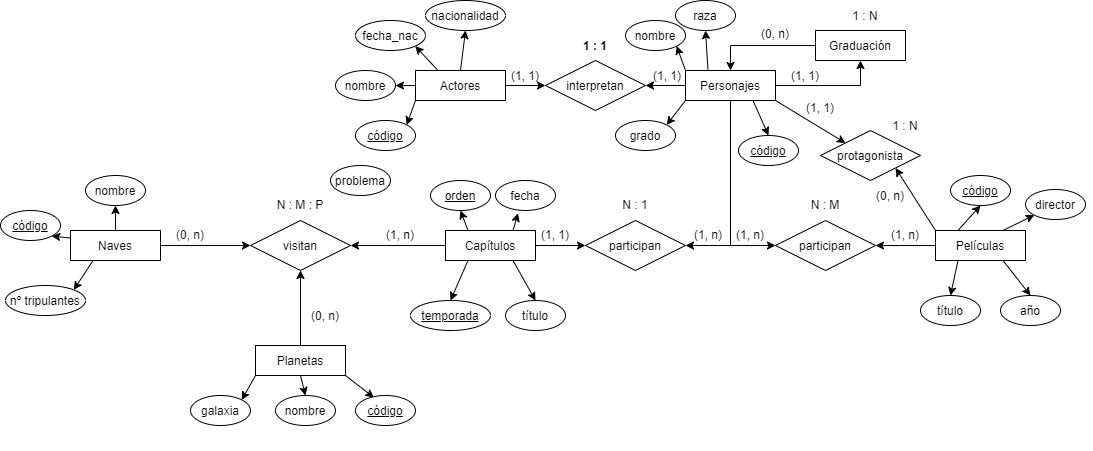 nacionalidad
raza
1 : N
fecha_nac
nombre
(0, n)
Graduación
1 : 1
nombre
Actores
(1, 1)
interpretan
(1, 1)
Personajes
(1, 1)
código
grado
código
(1, 1)
1 : N
protagonista
problema
nombre
orden
fecha
(0, n)
código
director
código
N : M : P
N : 1
N : M
Naves
(0, n)
visitan
(1, n)
Capítulos
(1, 1)
participan
(1, n)
(1, n)
participan
(1, n)
Películas
nº tripulantes
(0, n)
temporada
título
título
año
Planetas
galaxia
nombre
código